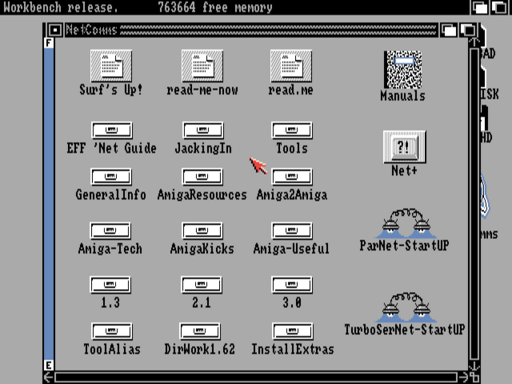 Workbench release. 763664 free memory
NetComms
F
Surf's Up! read-me-now read.me Manuals
AD
ISK
EFF 'Net Guide JackingIn Tools
?!
Net+
HD
GeneralInfo AmigaResources Amiga2Amiga
Amiga-Tech AmigaKicks Amiga-Useful ParNet-StartUP
mms
1.3 2.1 3.0
TurboSerNet-StartUP
ToolAlias DirWork1.62 InstallExtras
E